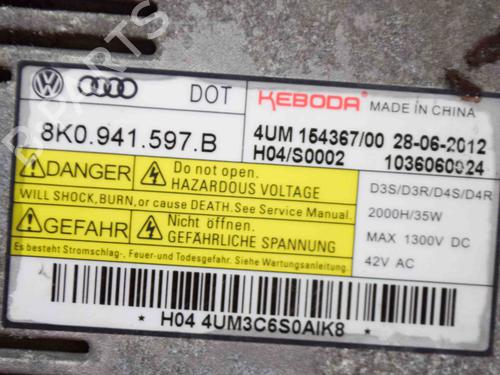 B-PARTS
DOT
KEBODA
MADE IN CHINA
8K0.941.597.B
4UM 154367/00 28-06-2012
H04/S0002 1036060924
DANGER
Do not open.
HAZARDOUS VOLTAGE
WILL SHOCK, BURN, or cause DEATH. See Service Manual.
GEFAHR
Nicht öffnen.
GEFÄHRLICHE SPANNUNG
Es besteht Stromschlag-, Feuer-und Todesgefahr. Siehe Wartungsanleitung.
D3S/D3R/D4S/D4R
2000H/35W
MAX 1300V DC
42V AC
* H04 4UM3C6S0AIK8 *